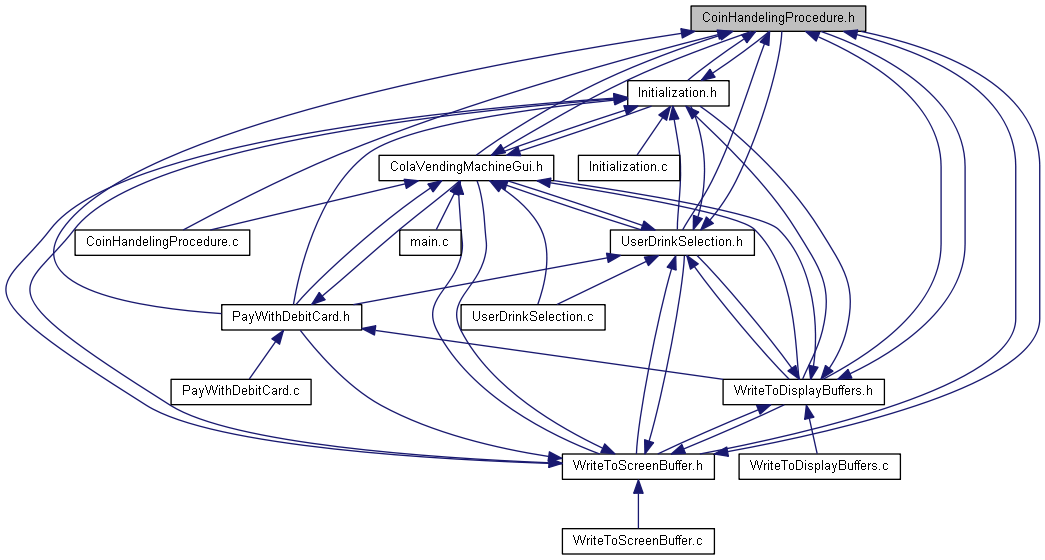 CoinHandelingProcedure.h
Initialization.h
ColaVendingMachineGui.h
Initialization.c
CoinHandelingProcedure.c
main.c
UserDrinkSelection.h
PayWithDebitCard.h
UserDrinkSelection.c
PayWithDebitCard.c
WriteToDisplayBuffers.h
WriteToScreenBuffer.h
WriteToDisplayBuffers.c
WriteToScreenBuffer.c